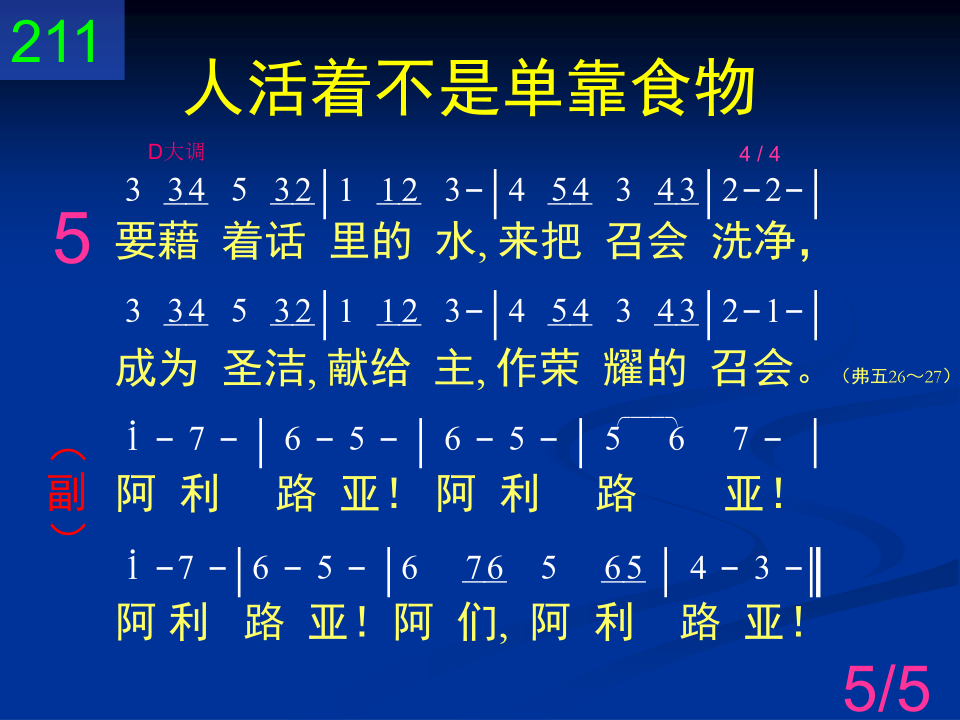 211
人活着不是单靠食物
D大调 4 / 4
3 34 5 32|1 12 3-|4 54 3 43|2-2-|
5 要藉 着话 里的 水, 来把 召会 洗净,
3 34 5 32|1 12 3-|4 54 3 43|2-1-|
成为 圣洁, 献给 主, 作荣 耀的 召会。（弗五26～27）
i - 7 - | 6 - 5 - | 6 - 5 - | 5 6 7 - |
（副） 阿 利 路 亚! 阿 利 路 亚!
i -7 -|6 - 5 -|6 76 5 65| 4 - 3 -‖
阿 利 路 亚! 阿 们, 阿 利 路 亚!
5/5